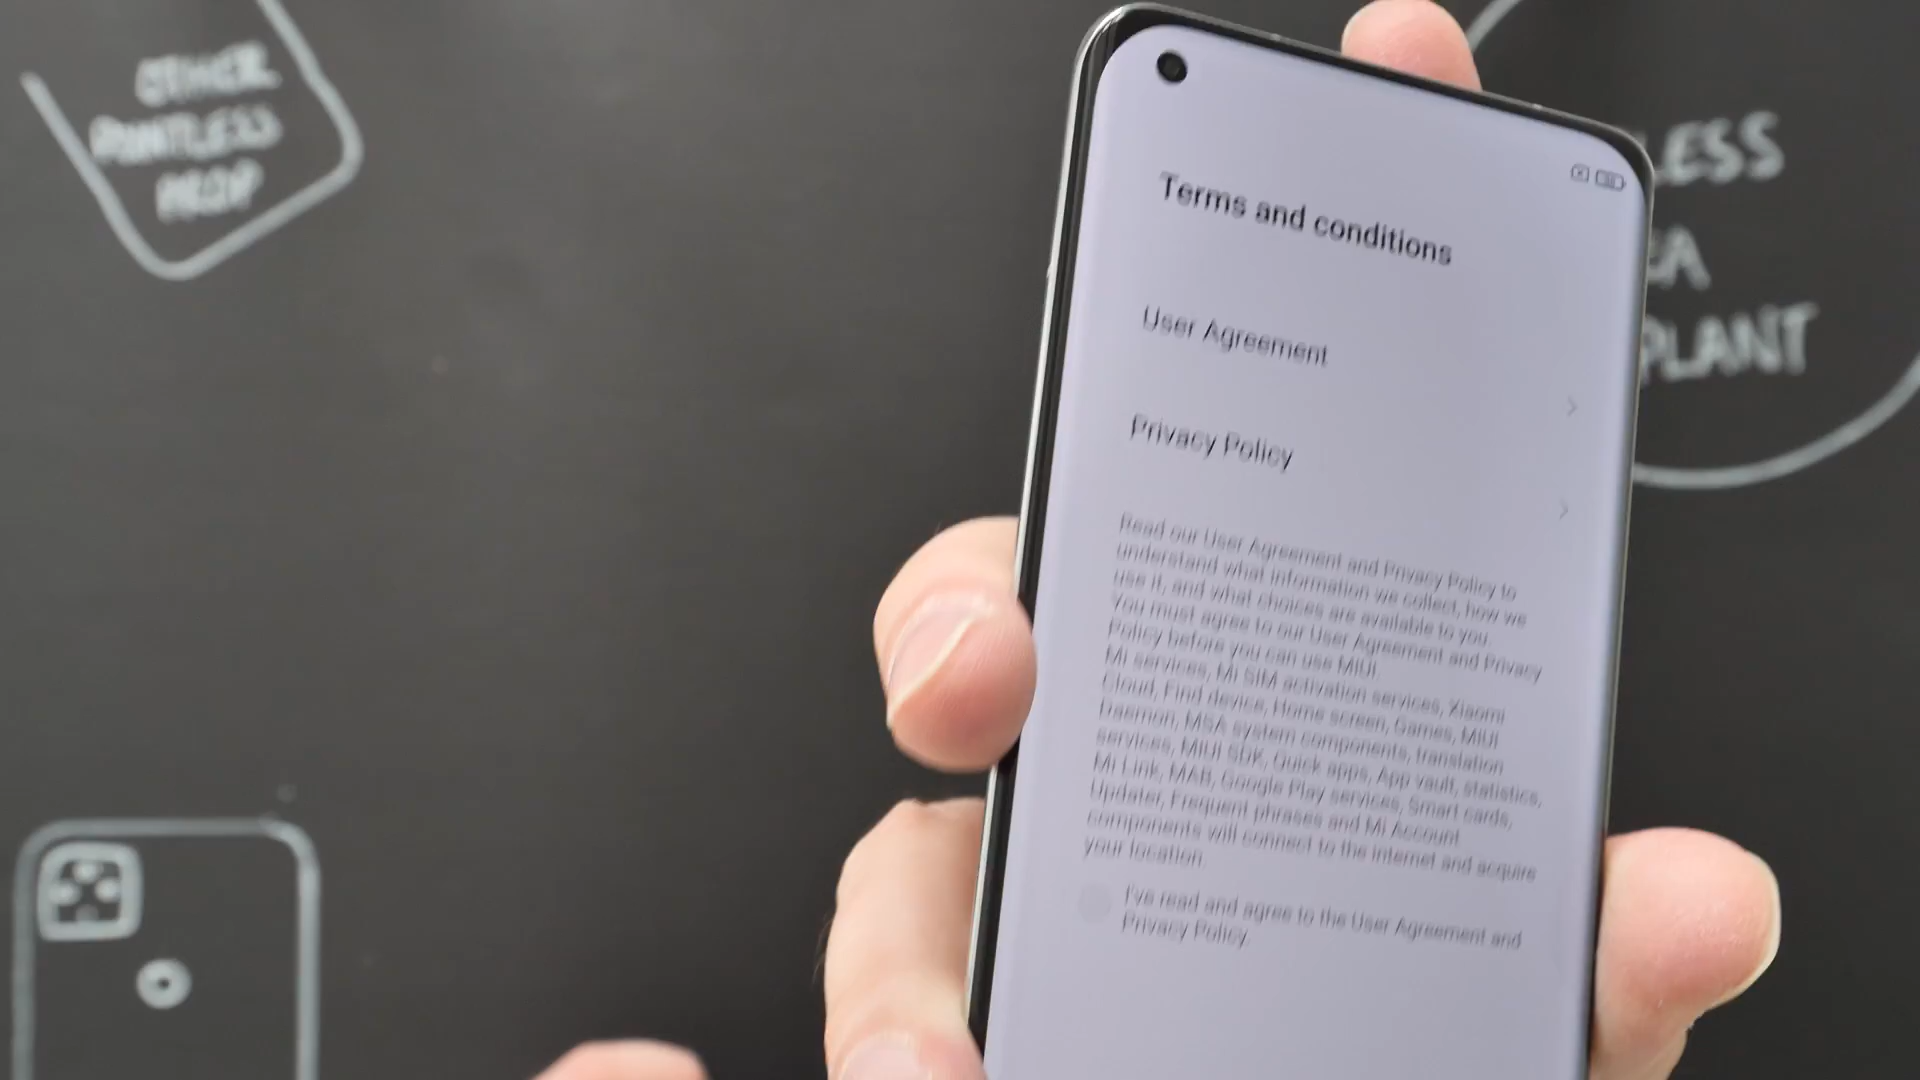 OTHER
POINTLESS
PROP
LESS
PLANT
Terms and conditions
User Agreement
Privacy Policy
Read our User Agreement and Privacy Policy to
understand what information we collect, how we
use it, and what choices are available to you.
You must agree to our User Agreement and Privacy
Policy before you can use MIUI.
Mi services, Mi SIM activation services, Xiaomi
Cloud, Find device, Home screen, Games, MIUI
Daemon, MSA system components, translation
services, MIUI SDK, Quick apps, App vault, statistics,
Mi Link, MAB, Google Play services, Smart cards,
Updater, Frequent phrases and Mi Account
components will connect to the internet and acquire
your location.
I've read and agree to the User Agreement and
Privacy Policy.